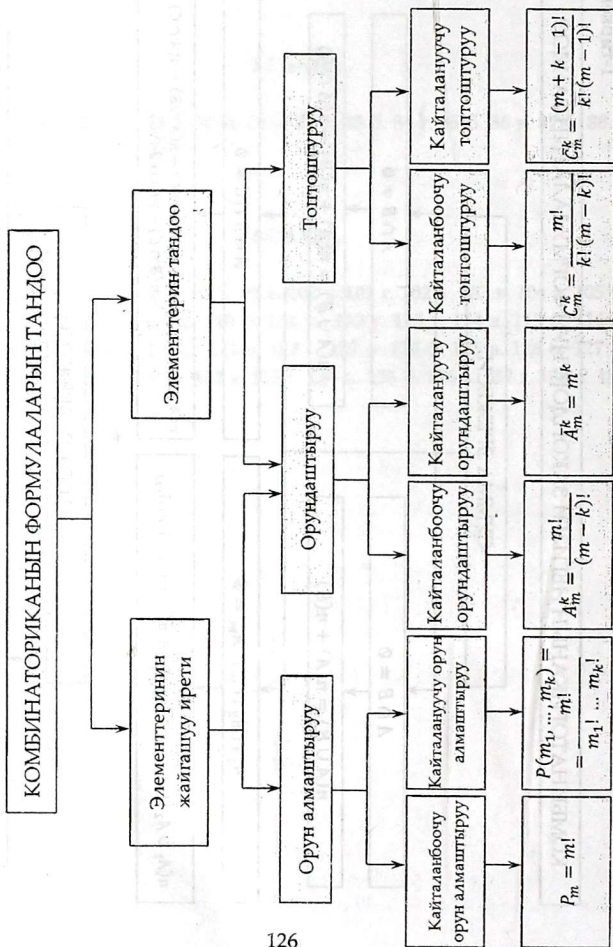 КОМБИНАТОРИКАНЫН ФОРМУЛАЛАРЫН ТАНДОО
Элементтеринин
жайгашуу ирети
Элементтерин тандоо
Орун алмаштыруу
Орундаштыруу
Топтоштуруу
Кайталанбоочу
орун алмаштыруу
Кайталануучу орун
алмаштыруу
Кайталанбоочу
орундаштыруу
Кайталануучу
орундаштыруу
Кайталанбоочу
топтоштуруу
Кайталануучу
топтоштуруу
P_m = m!
P(m_1, ..., m_k) =
= m! / (m_1! ... m_k!)
A_m^k = m! / (m − k)!
Ā_m^k = m^k
C_m^k = m! / (k! (m − k)!)
C̄_m^k = (m + k − 1)! / (k! (m − 1)!)
126